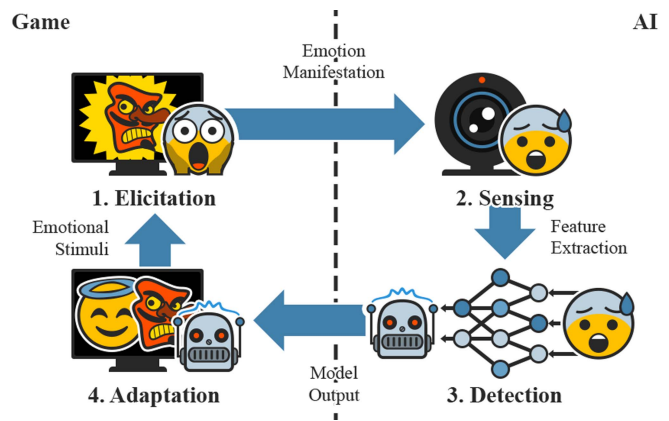 Game
AI
Emotion
Manifestation
1. Elicitation
2. Sensing
Emotional
Stimuli
Feature
Extraction
4. Adaptation
Model
Output
3. Detection